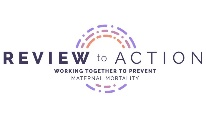 REVIEW to ACTION
WORKING TOGETHER TO PREVENT
MATERNAL MORTALITY